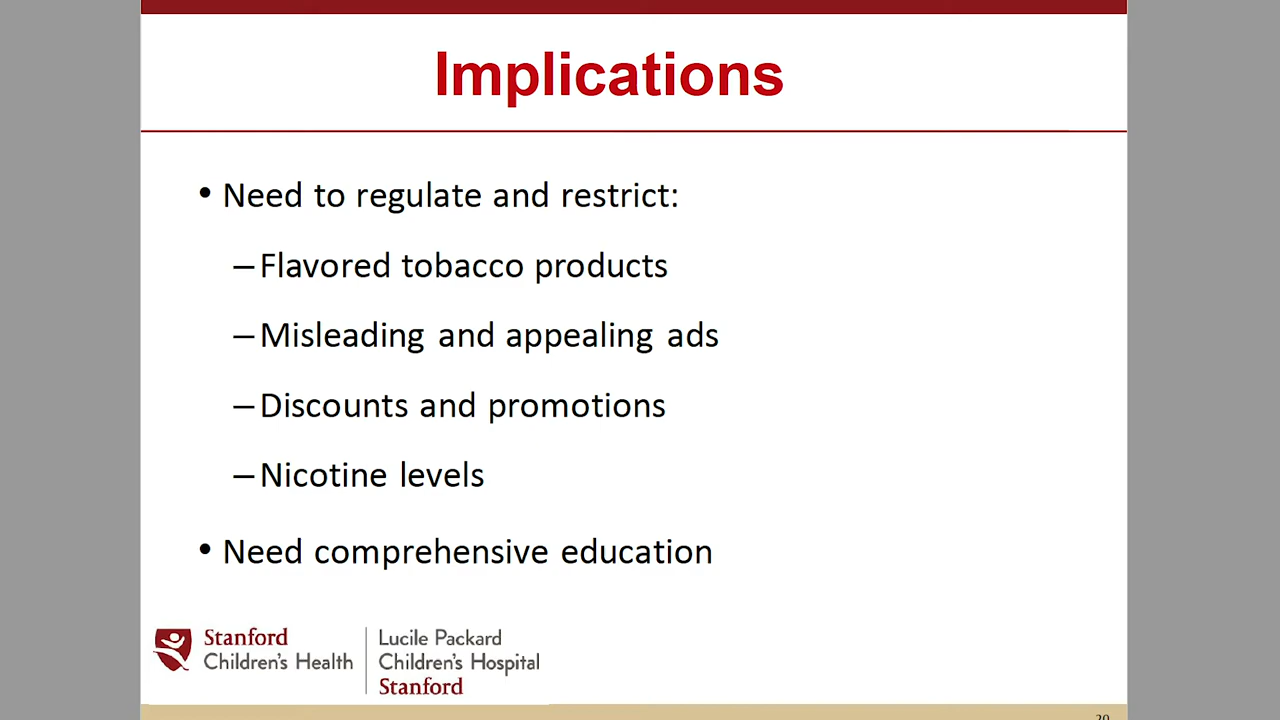 Implications
• Need to regulate and restrict:
–Flavored tobacco products
–Misleading and appealing ads
–Discounts and promotions
–Nicotine levels
• Need comprehensive education
Stanford
Children's Health
Lucile Packard
Children's Hospital
Stanford
20